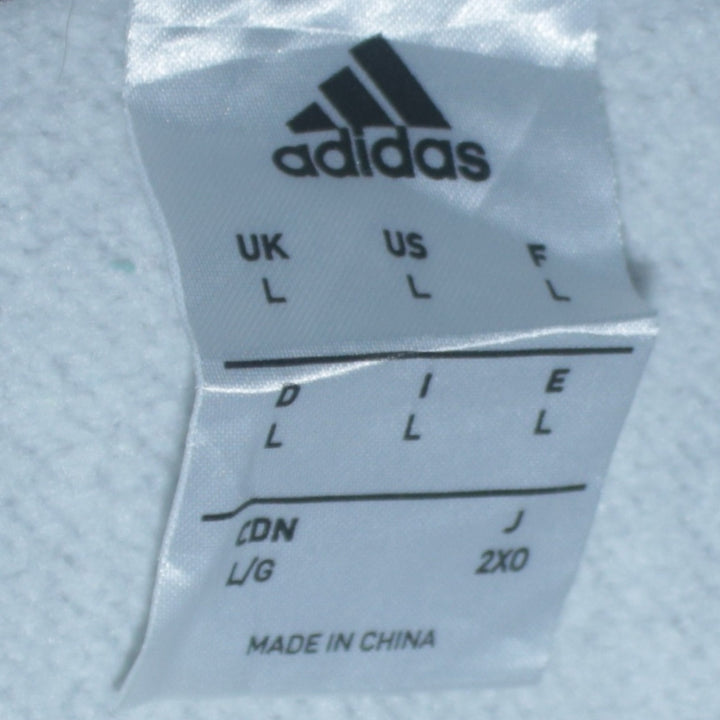 adidas
UK US F
L L L
D I E
L L L
CDN J
L/G 2XO
MADE IN CHINA